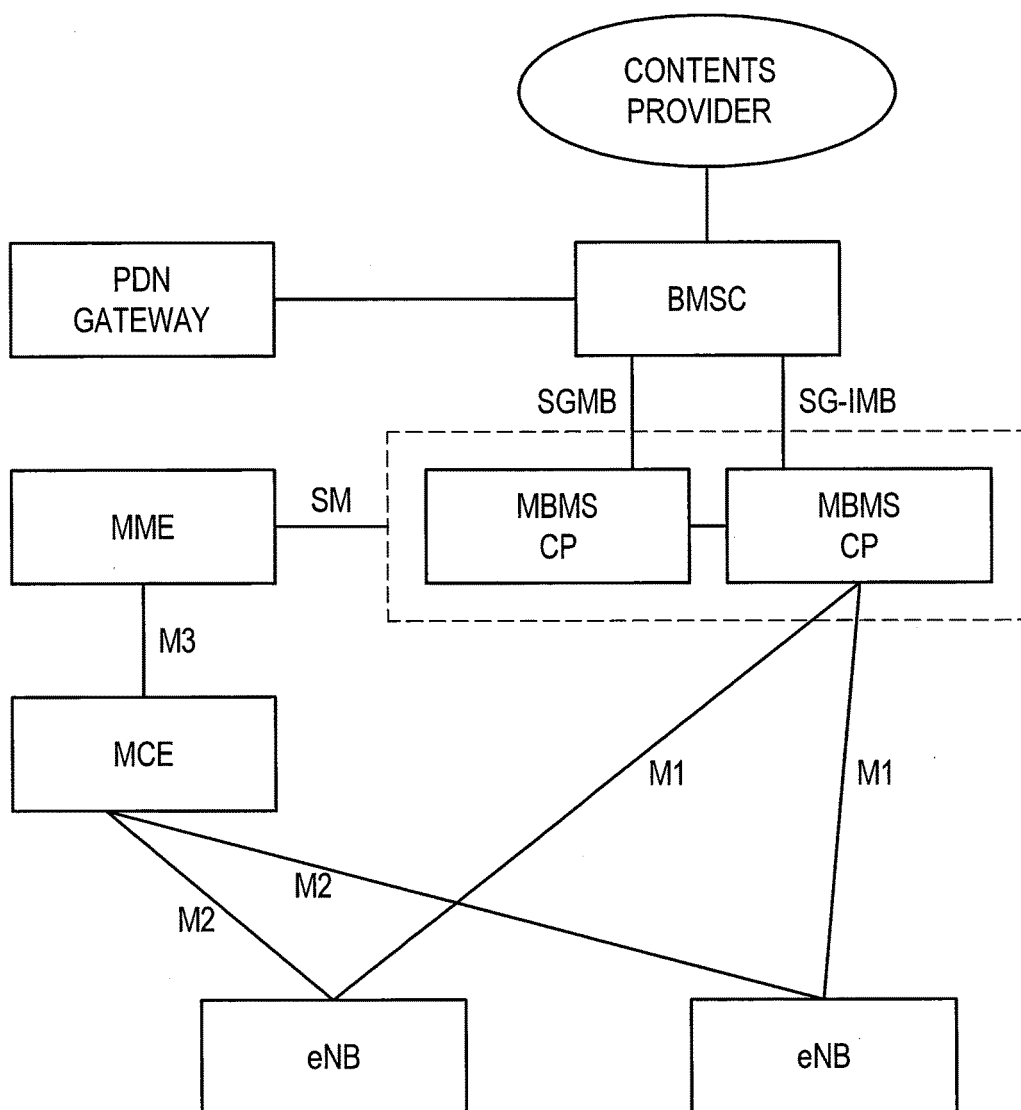 CONTENTS
PROVIDER
PDN
GATEWAY
BMSC
SGMB
SG-IMB
MME
SM
MBMS
CP
MBMS
CP
M3
MCE
M1
M1
M2
M2
eNB
eNB